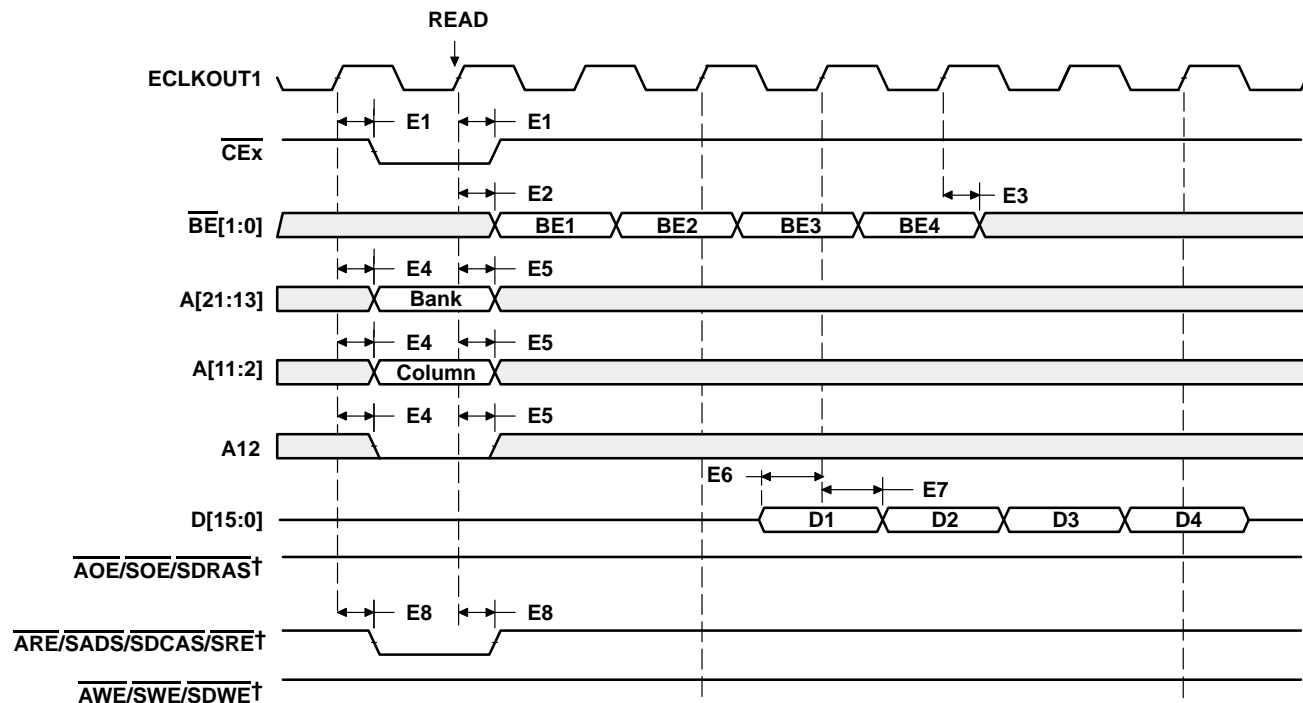 READ
ECLKOUT1
E1 E1
CEx
E2 E3
BE[1:0] BE1 BE2 BE3 BE4
E4 E5
A[21:13] Bank
E4 E5
A[11:2] Column
E4 E5
A12
E6 E7
D[15:0] D1 D2 D3 D4
AOE/SOE/SDRAS†
E8 E8
ARE/SADS/SDCAS/SRE†
AWE/SWE/SDWE†